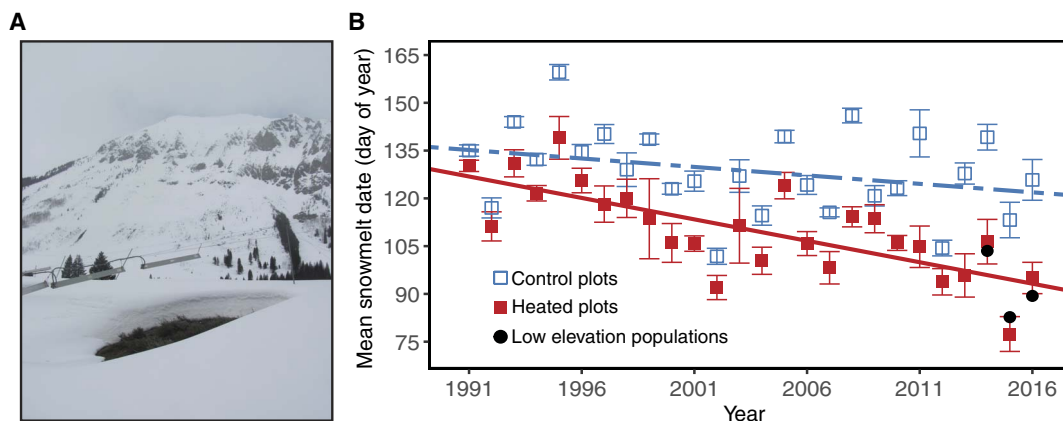 A
B
Mean snowmelt date (day of year)
165
150
135
120
105
90
75
Control plots
Heated plots
Low elevation populations
1991
1996
2001
2006
2011
2016
Year